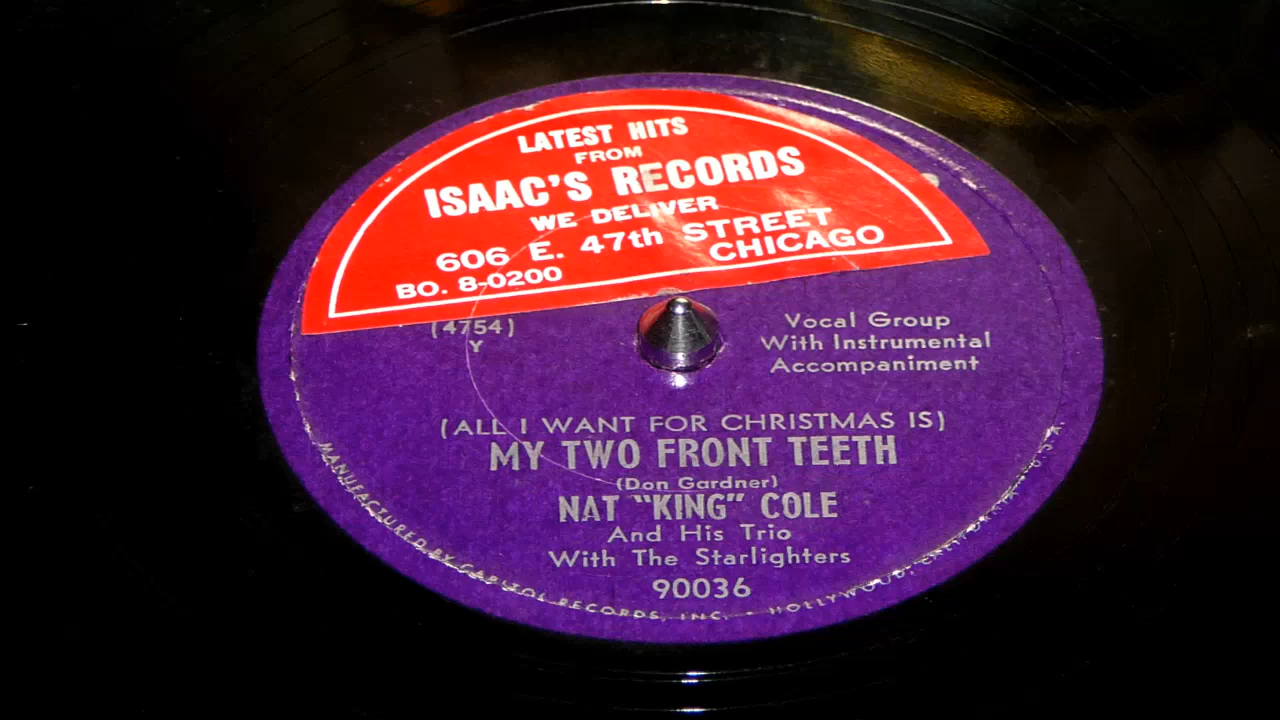 LATEST HITS
FROM
ISAAC'S RECORDS
WE DELIVER
606 E. 47th STREET
CHICAGO
BO. 8-0200
(4754)
Y
Vocal Group
With Instrumental
Accompaniment
(ALL I WANT FOR CHRISTMAS IS)
MY TWO FRONT TEETH
(Don Gardner)
NAT "KING" COLE
And His Trio
With The Starlighters
90036
MANUFACTURED BY CAPITOL RECORDS, INC. • HOLLYWOOD, CALIFORNIA U.S.A.